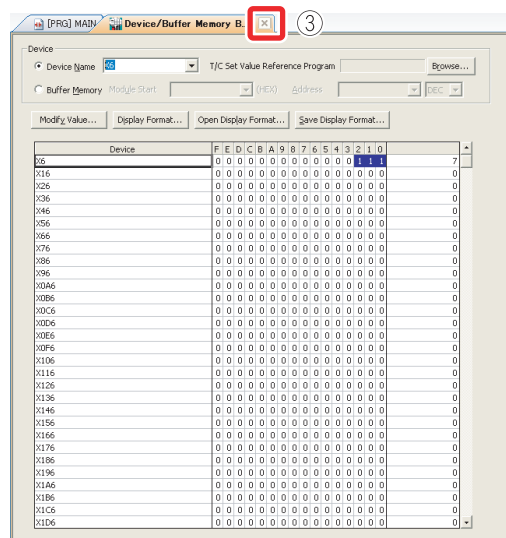 [PRG] MAIN Device/Buffer Memory B... ③
Device
Device Name X6 T/C Set Value Reference Program Browse...
Buffer Memory Module Start (HEX) Address DEC
Modify Value... Display Format... Open Display Format... Save Display Format...
Device F E D C B A 9 8 7 6 5 4 3 2 1 0
X6 0 0 0 0 0 0 0 0 0 0 0 0 0 1 1 1 7
X16 0 0 0 0 0 0 0 0 0 0 0 0 0 0 0 0 0
X26 0 0 0 0 0 0 0 0 0 0 0 0 0 0 0 0 0
X36 0 0 0 0 0 0 0 0 0 0 0 0 0 0 0 0 0
X46 0 0 0 0 0 0 0 0 0 0 0 0 0 0 0 0 0
X56 0 0 0 0 0 0 0 0 0 0 0 0 0 0 0 0 0
X66 0 0 0 0 0 0 0 0 0 0 0 0 0 0 0 0 0
X76 0 0 0 0 0 0 0 0 0 0 0 0 0 0 0 0 0
X86 0 0 0 0 0 0 0 0 0 0 0 0 0 0 0 0 0
X96 0 0 0 0 0 0 0 0 0 0 0 0 0 0 0 0 0
X0A6 0 0 0 0 0 0 0 0 0 0 0 0 0 0 0 0 0
X0B6 0 0 0 0 0 0 0 0 0 0 0 0 0 0 0 0 0
X0C6 0 0 0 0 0 0 0 0 0 0 0 0 0 0 0 0 0
X0D6 0 0 0 0 0 0 0 0 0 0 0 0 0 0 0 0 0
X0E6 0 0 0 0 0 0 0 0 0 0 0 0 0 0 0 0 0
X0F6 0 0 0 0 0 0 0 0 0 0 0 0 0 0 0 0 0
X106 0 0 0 0 0 0 0 0 0 0 0 0 0 0 0 0 0
X116 0 0 0 0 0 0 0 0 0 0 0 0 0 0 0 0 0
X126 0 0 0 0 0 0 0 0 0 0 0 0 0 0 0 0 0
X136 0 0 0 0 0 0 0 0 0 0 0 0 0 0 0 0 0
X146 0 0 0 0 0 0 0 0 0 0 0 0 0 0 0 0 0
X156 0 0 0 0 0 0 0 0 0 0 0 0 0 0 0 0 0
X166 0 0 0 0 0 0 0 0 0 0 0 0 0 0 0 0 0
X176 0 0 0 0 0 0 0 0 0 0 0 0 0 0 0 0 0
X186 0 0 0 0 0 0 0 0 0 0 0 0 0 0 0 0 0
X196 0 0 0 0 0 0 0 0 0 0 0 0 0 0 0 0 0
X1A6 0 0 0 0 0 0 0 0 0 0 0 0 0 0 0 0 0
X1B6 0 0 0 0 0 0 0 0 0 0 0 0 0 0 0 0 0
X1C6 0 0 0 0 0 0 0 0 0 0 0 0 0 0 0 0 0
X1D6 0 0 0 0 0 0 0 0 0 0 0 0 0 0 0 0 0